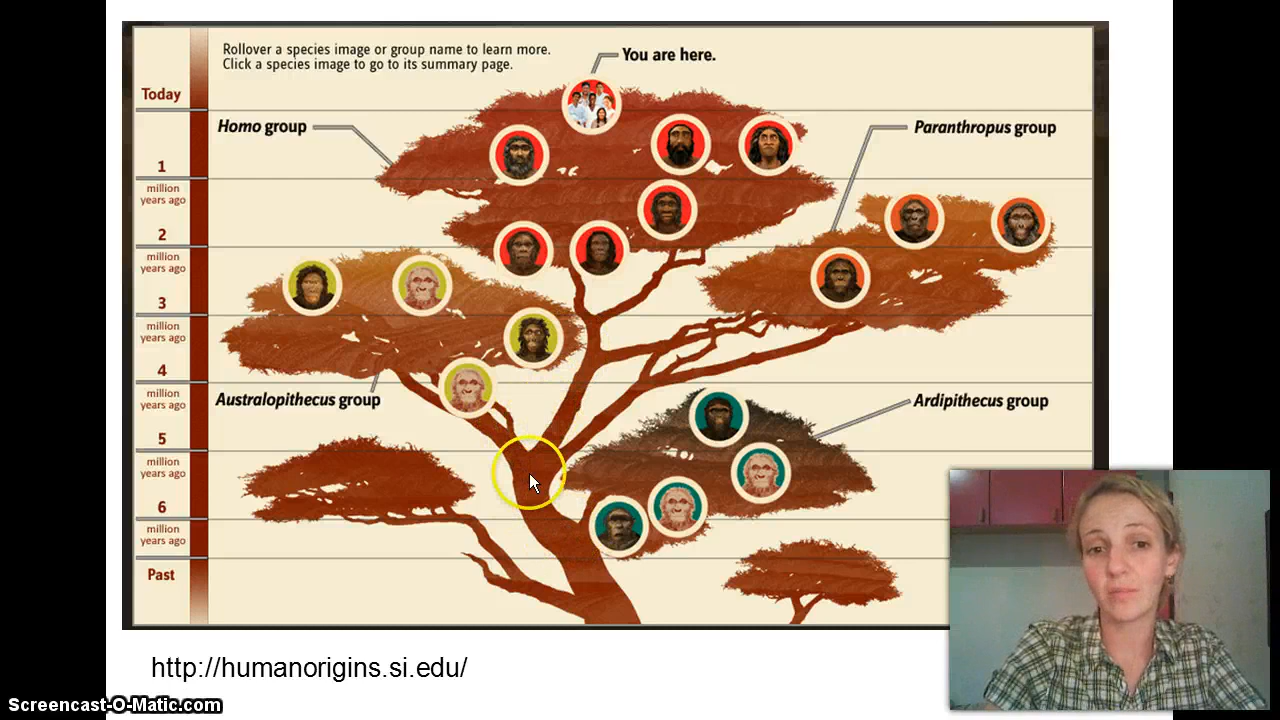 Rollover a species image or group name to learn more.
Click a species image to go to its summary page.
You are here.
Today
Homo group
Paranthropus group
1
million
years ago
2
million
years ago
3
million
years ago
4
million
years ago
Australopithecus group
Ardipithecus group
5
million
years ago
6
million
years ago
Past
http://humanorigins.si.edu/
Screencast-O-Matic.com